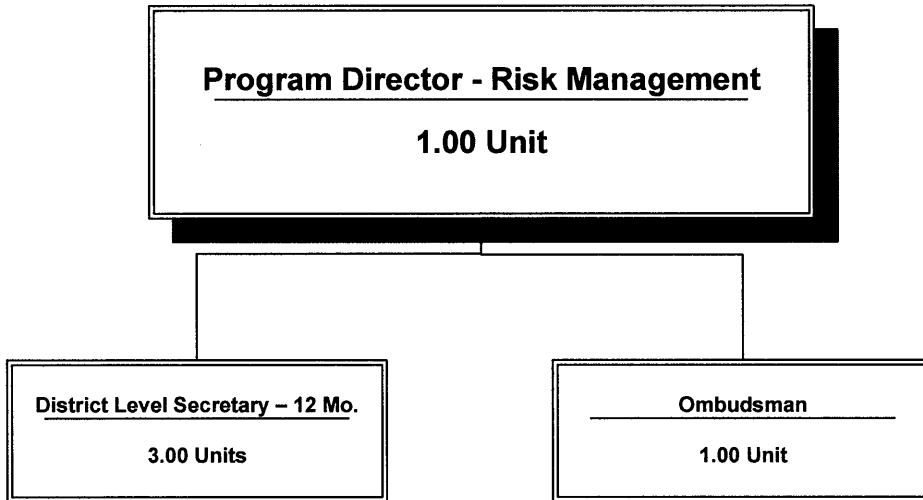 Program Director - Risk Management
1.00 Unit
District Level Secretary – 12 Mo.
3.00 Units
Ombudsman
1.00 Unit